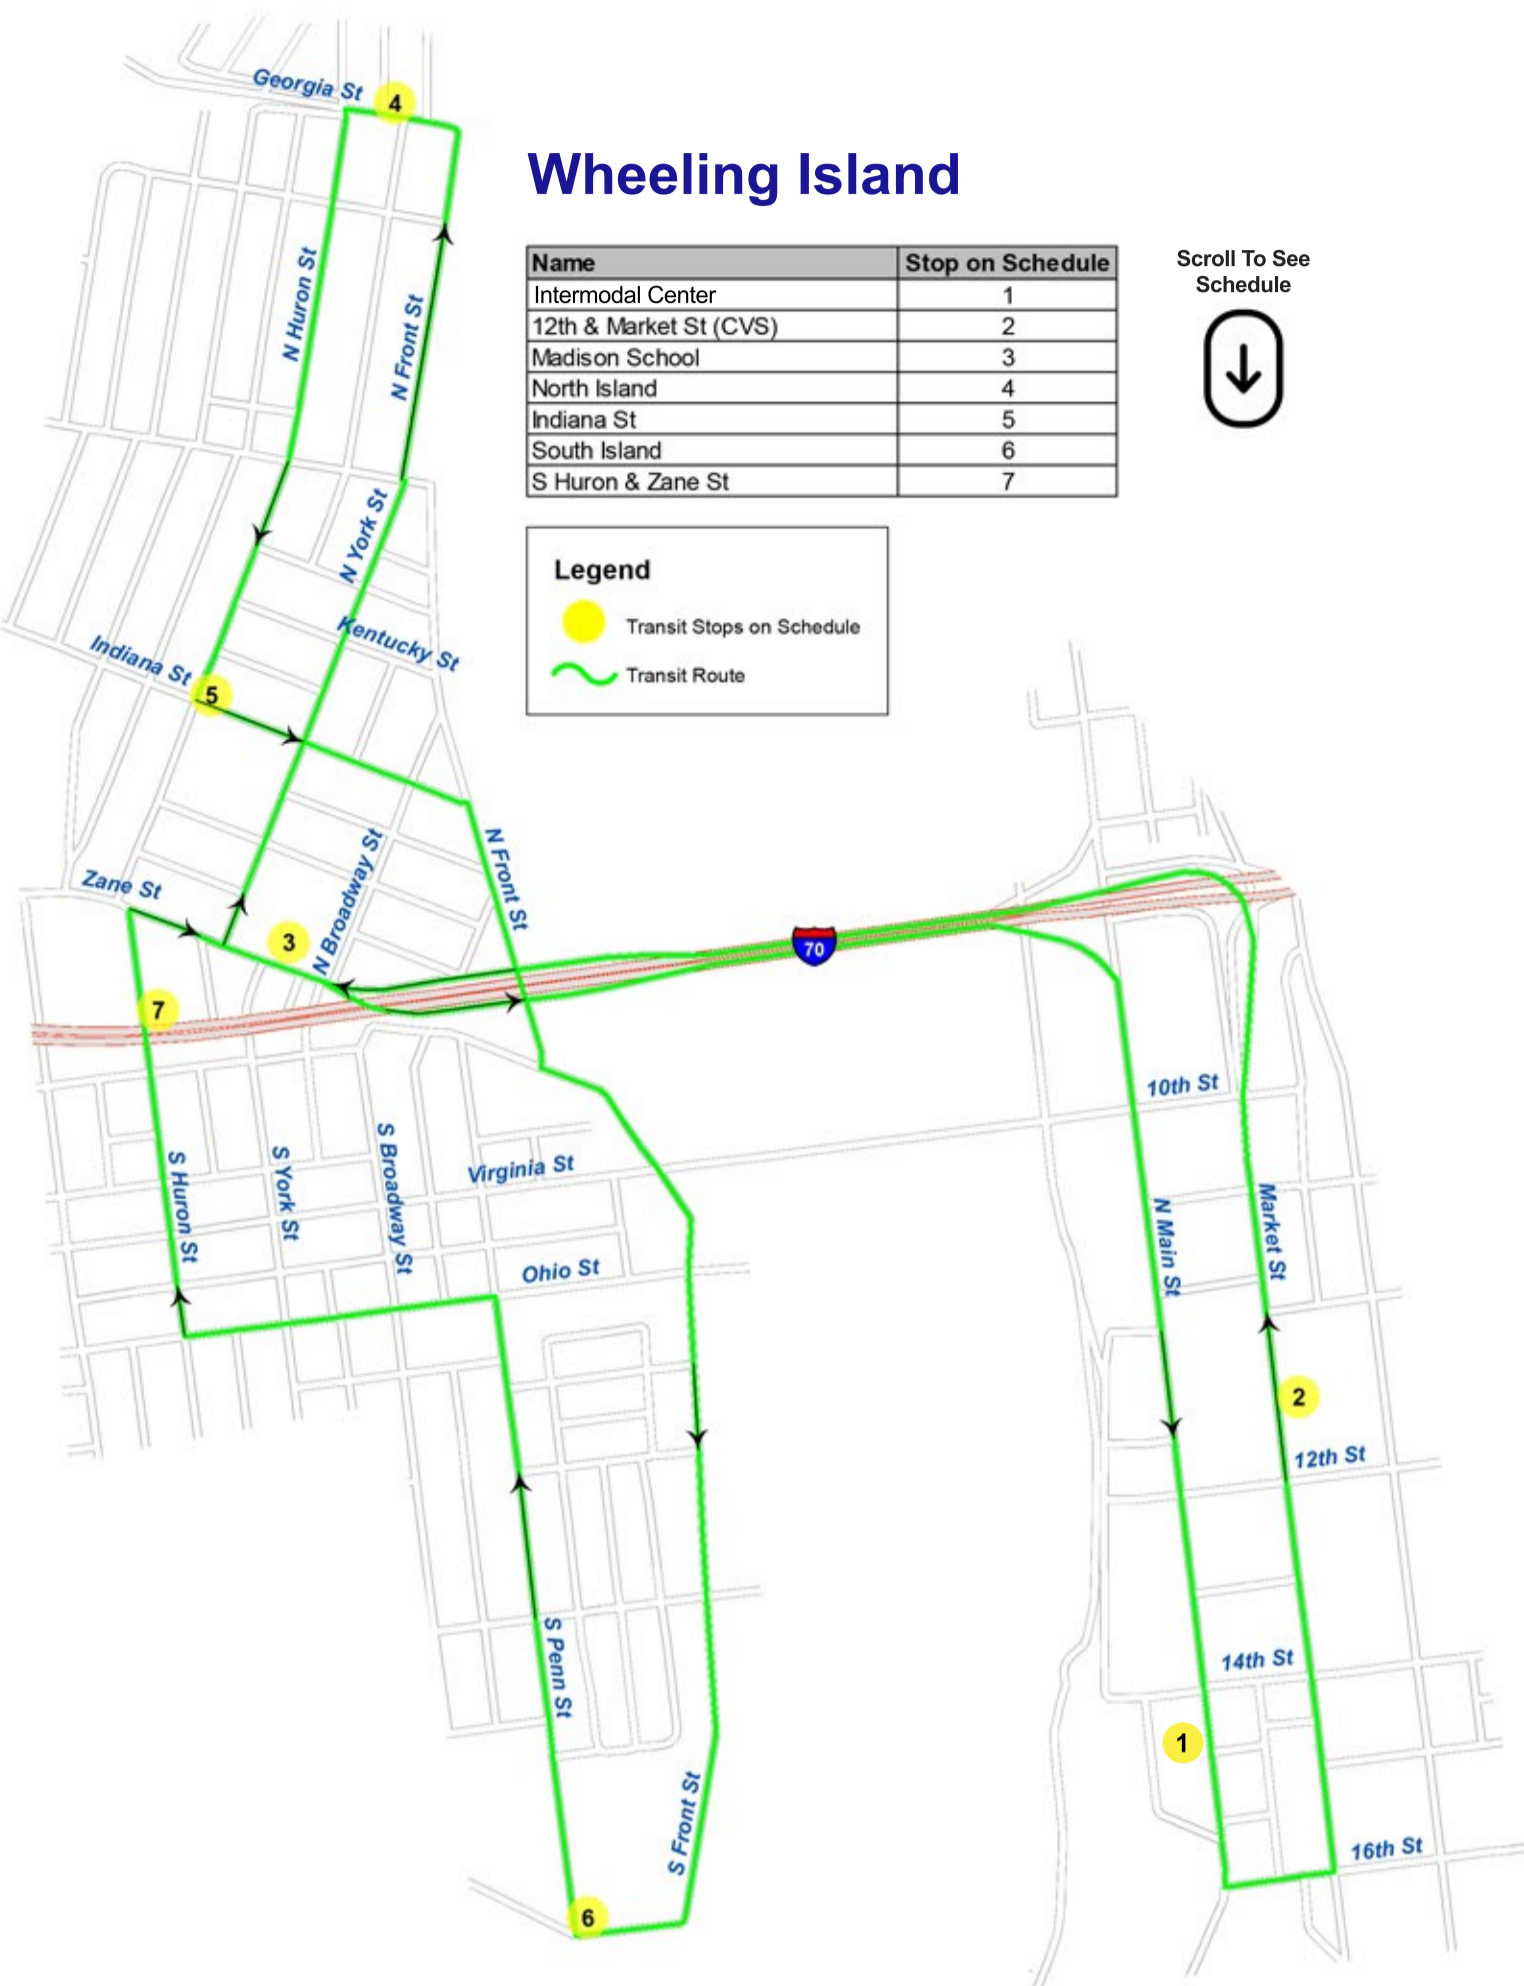 Georgia St
4
Wheeling Island
Name Stop on Schedule
Intermodal Center 1
12th & Market St (CVS) 2
Madison School 3
North Island 4
Indiana St 5
South Island 6
S Huron & Zane St 7
Scroll To See
Schedule
N Huron St
N Front St
N York St
Legend
Transit Stops on Schedule
Transit Route
Kentucky St
Indiana St
5
N Front St
N Broadway St
Zane St
3
70
7
10th St
S Huron St
S York St
S Broadway St
Virginia St
N Main St
Market St
Ohio St
2
12th St
S Penn St
14th St
1
S Front St
16th St
6